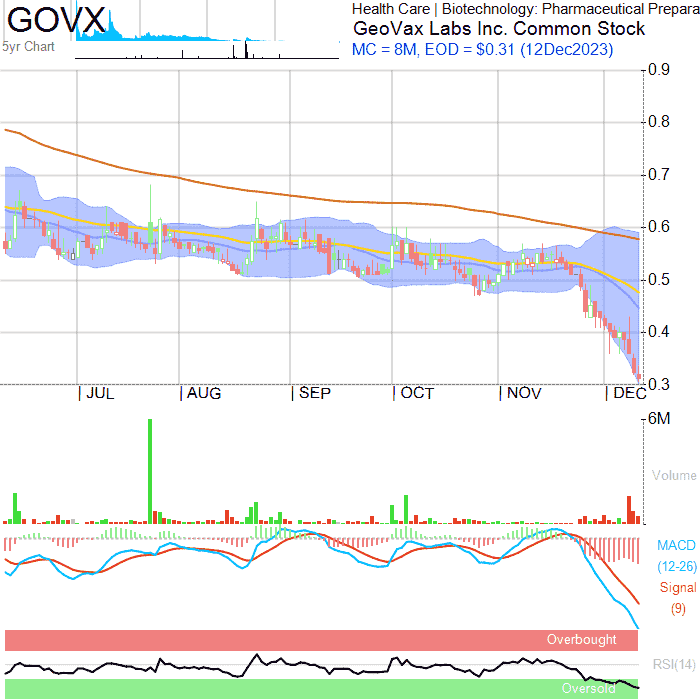 GOVX
5yr Chart
Health Care | Biotechnology: Pharmaceutical Prepara
GeoVax Labs Inc. Common Stock
MC = 8M, EOD = $0.31 (12Dec2023)
0.9
0.8
0.7
0.6
0.5
0.4
0.3
| JUL | AUG | SEP | OCT | NOV | DEC
6M
Volume
MACD
(12-26)
Signal
(9)
Overbought
RSI(14)
Oversold